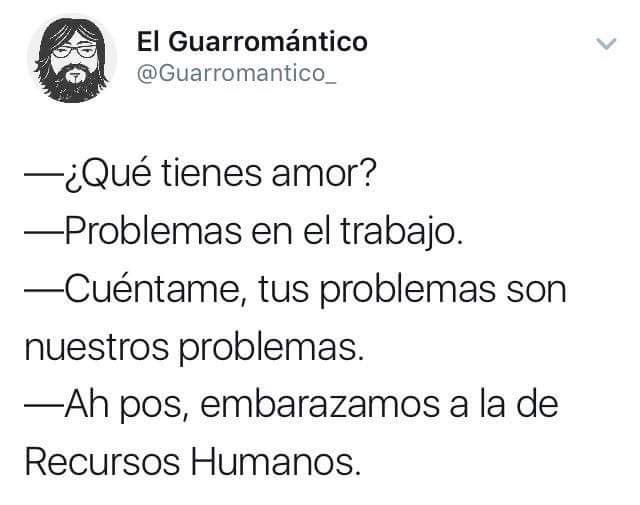 El Guarromántico
@Guarromantico_
—¿Qué tienes amor?
—Problemas en el trabajo.
—Cuéntame, tus problemas son
nuestros problemas.
—Ah pos, embarazamos a la de
Recursos Humanos.